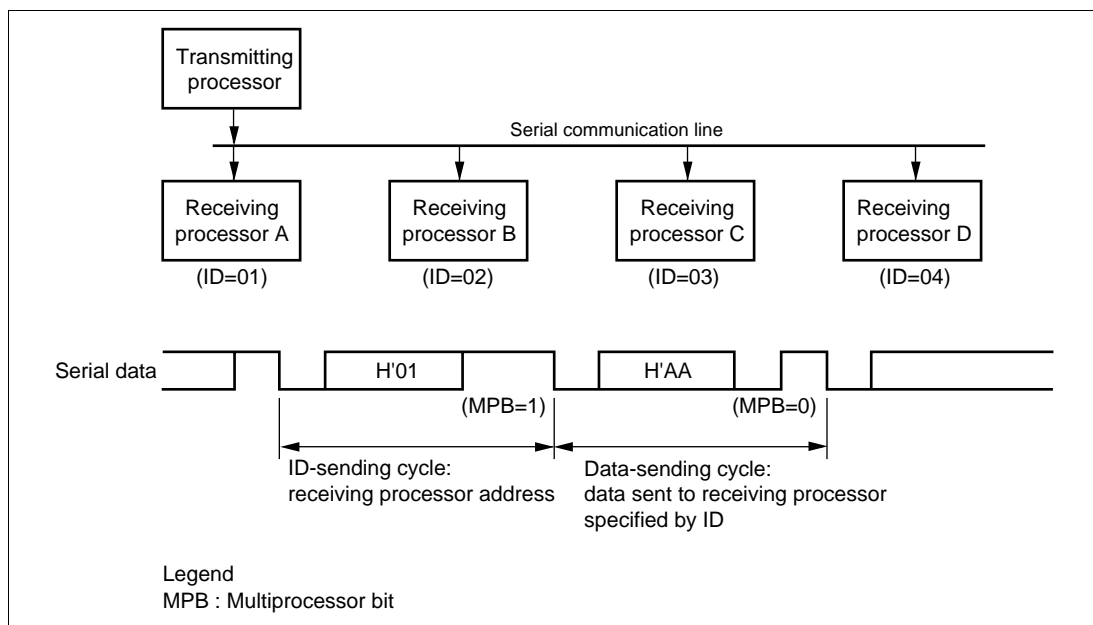 Transmitting
processor
Serial communication line
Receiving
processor A
Receiving
processor B
Receiving
processor C
Receiving
processor D
(ID=01)
(ID=02)
(ID=03)
(ID=04)
Serial data
H'01
H'AA
(MPB=1)
(MPB=0)
ID-sending cycle:
receiving processor address
Data-sending cycle:
data sent to receiving processor
specified by ID
Legend
MPB : Multiprocessor bit